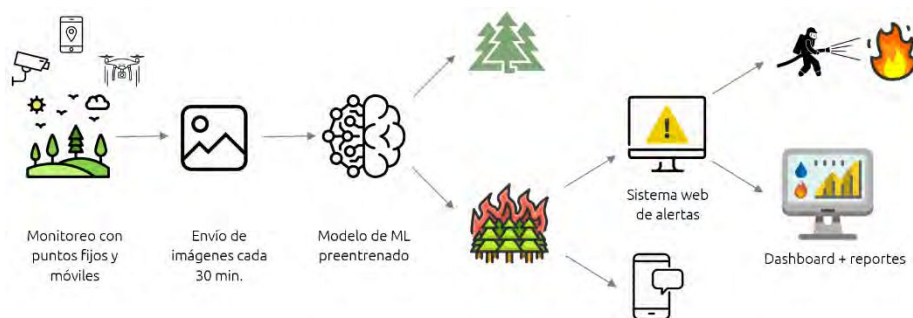 Monitoreo con
puntos fijos y
móviles
Envío de
imágenes cada
30 min.
Modelo de ML
preentrenado
Sistema web
de alertas
Dashboard + reportes